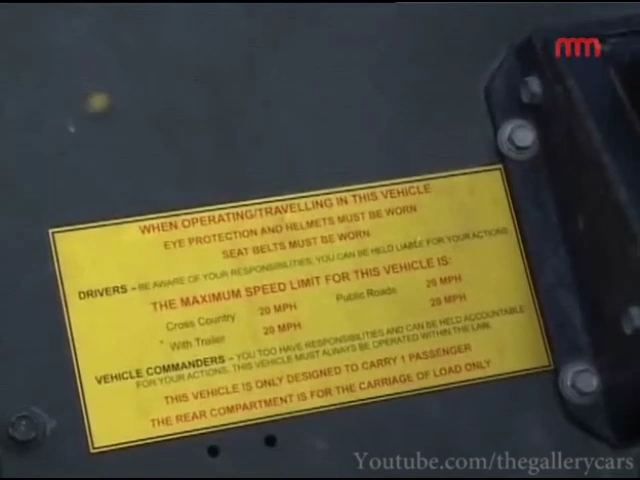 mm
WHEN OPERATING/TRAVELLING IN THIS VEHICLE
EYE PROTECTION AND HELMETS MUST BE WORN
SEAT BELTS MUST BE WORN
DRIVERS – BE AWARE OF YOUR RESPONSIBILITIES, YOU CAN BE HELD LIABLE FOR YOUR ACTIONS
THE MAXIMUM SPEED LIMIT FOR THIS VEHICLE IS:
Cross Country 20 MPH Public Roads 20 MPH
" With Trailer 20 MPH 20 MPH
VEHICLE COMMANDERS – YOU TOO HAVE RESPONSIBILITIES AND CAN BE HELD ACCOUNTABLE
FOR YOUR ACTIONS. THIS VEHICLE MUST ALWAYS BE OPERATED WITHIN THE LAW.
THIS VEHICLE IS ONLY DESIGNED TO CARRY 1 PASSENGER
THE REAR COMPARTMENT IS FOR THE CARRIAGE OF LOAD ONLY
Youtube.com/thegallerycars